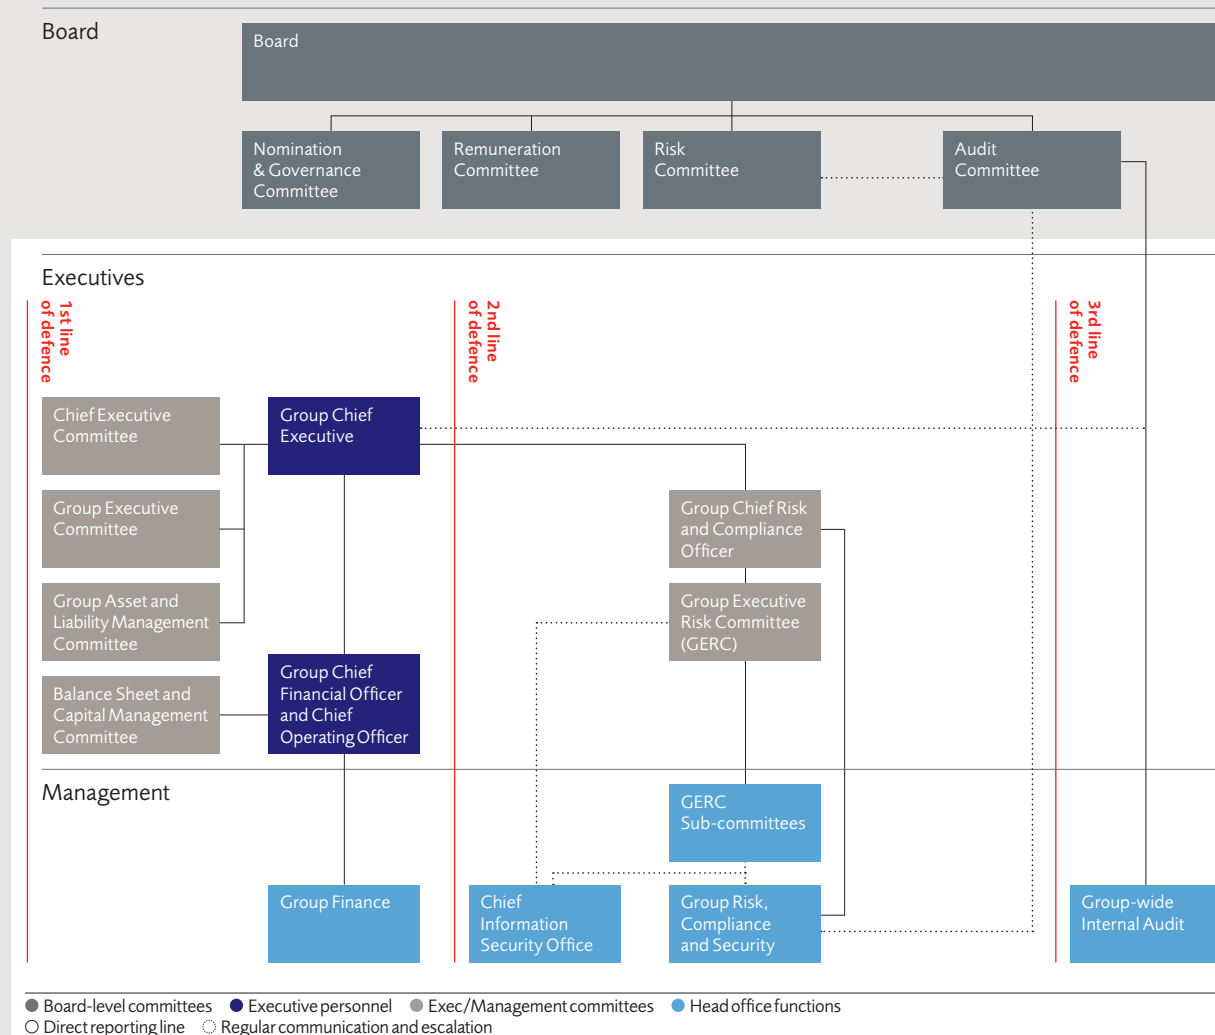 Board
Board
Nomination
& Governance
Committee
Remuneration
Committee
Risk
Committee
Audit
Committee
Executives
1st line
of defence
2nd line
of defence
3rd line
of defence
Chief Executive
Committee
Group Chief
Executive
Group Executive
Committee
Group Chief Risk
and Compliance
Officer
Group Asset and
Liability Management
Committee
Group Executive
Risk Committee
(GERC)
Balance Sheet and
Capital Management
Committee
Group Chief
Financial Officer
and Chief
Operating Officer
Management
GERC
Sub-committees
Group Finance
Chief
Information
Security Office
Group Risk,
Compliance
and Security
Group-wide
Internal Audit
Board-level committees Executive personnel Exec/Management committees Head office functions
Direct reporting line Regular communication and escalation